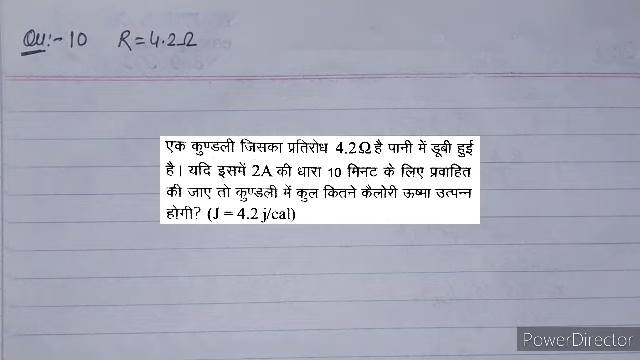 Qu:- 10 R = 4.2Ω
एक कुण्डली जिसका प्रतिरोध 4.2Ω है पानी में डूबी हुई
है। यदि इसमें 2A की धारा 10 मिनट के लिए प्रवाहित
की जाए तो कुण्डली में कुल कितने कैलोरी ऊष्मा उत्पन्न
होगी? (J = 4.2 j/cal)
PowerDirector